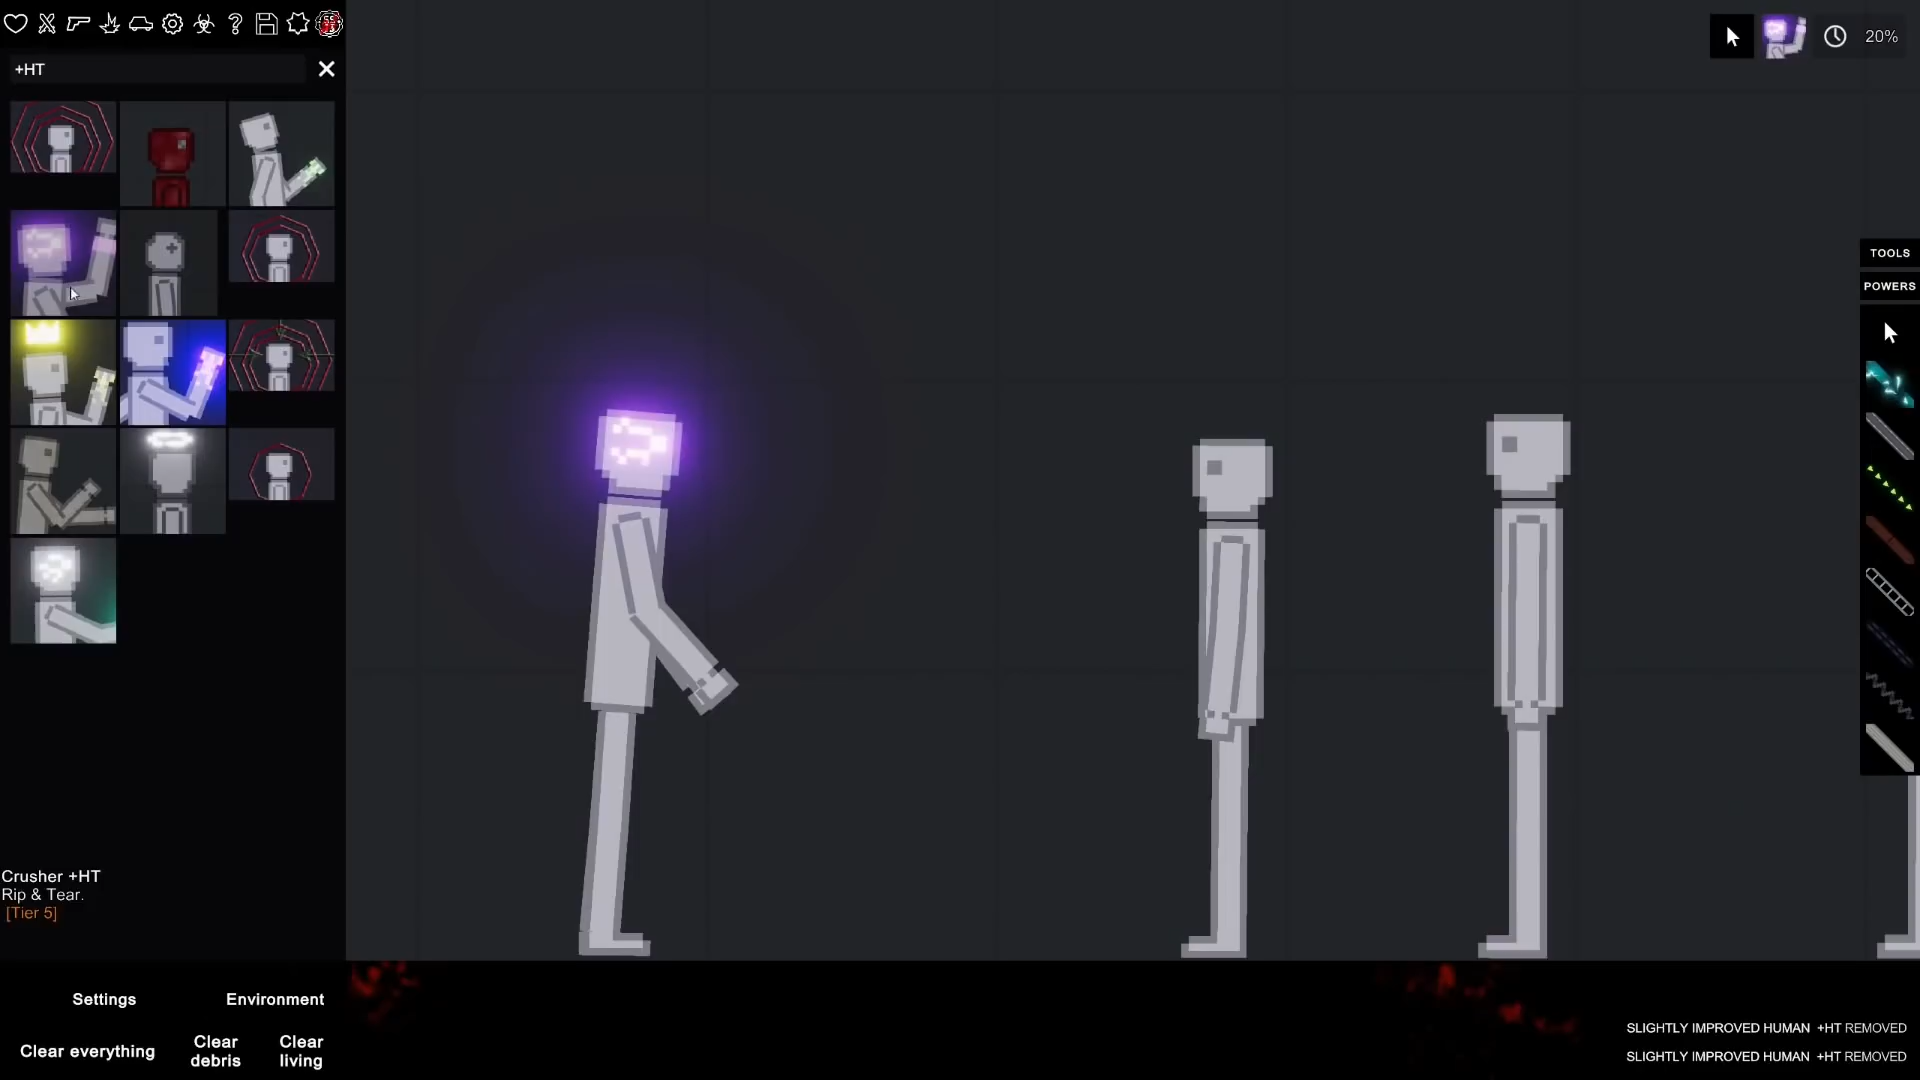 20%
+HT
TOOLS
POWERS
Crusher +HT
Rip & Tear.
[Tier 5]
Settings
Environment
Clear everything
Clear
debris
Clear
living
SLIGHTLY IMPROVED HUMAN +HT REMOVED
SLIGHTLY IMPROVED HUMAN +HT REMOVED